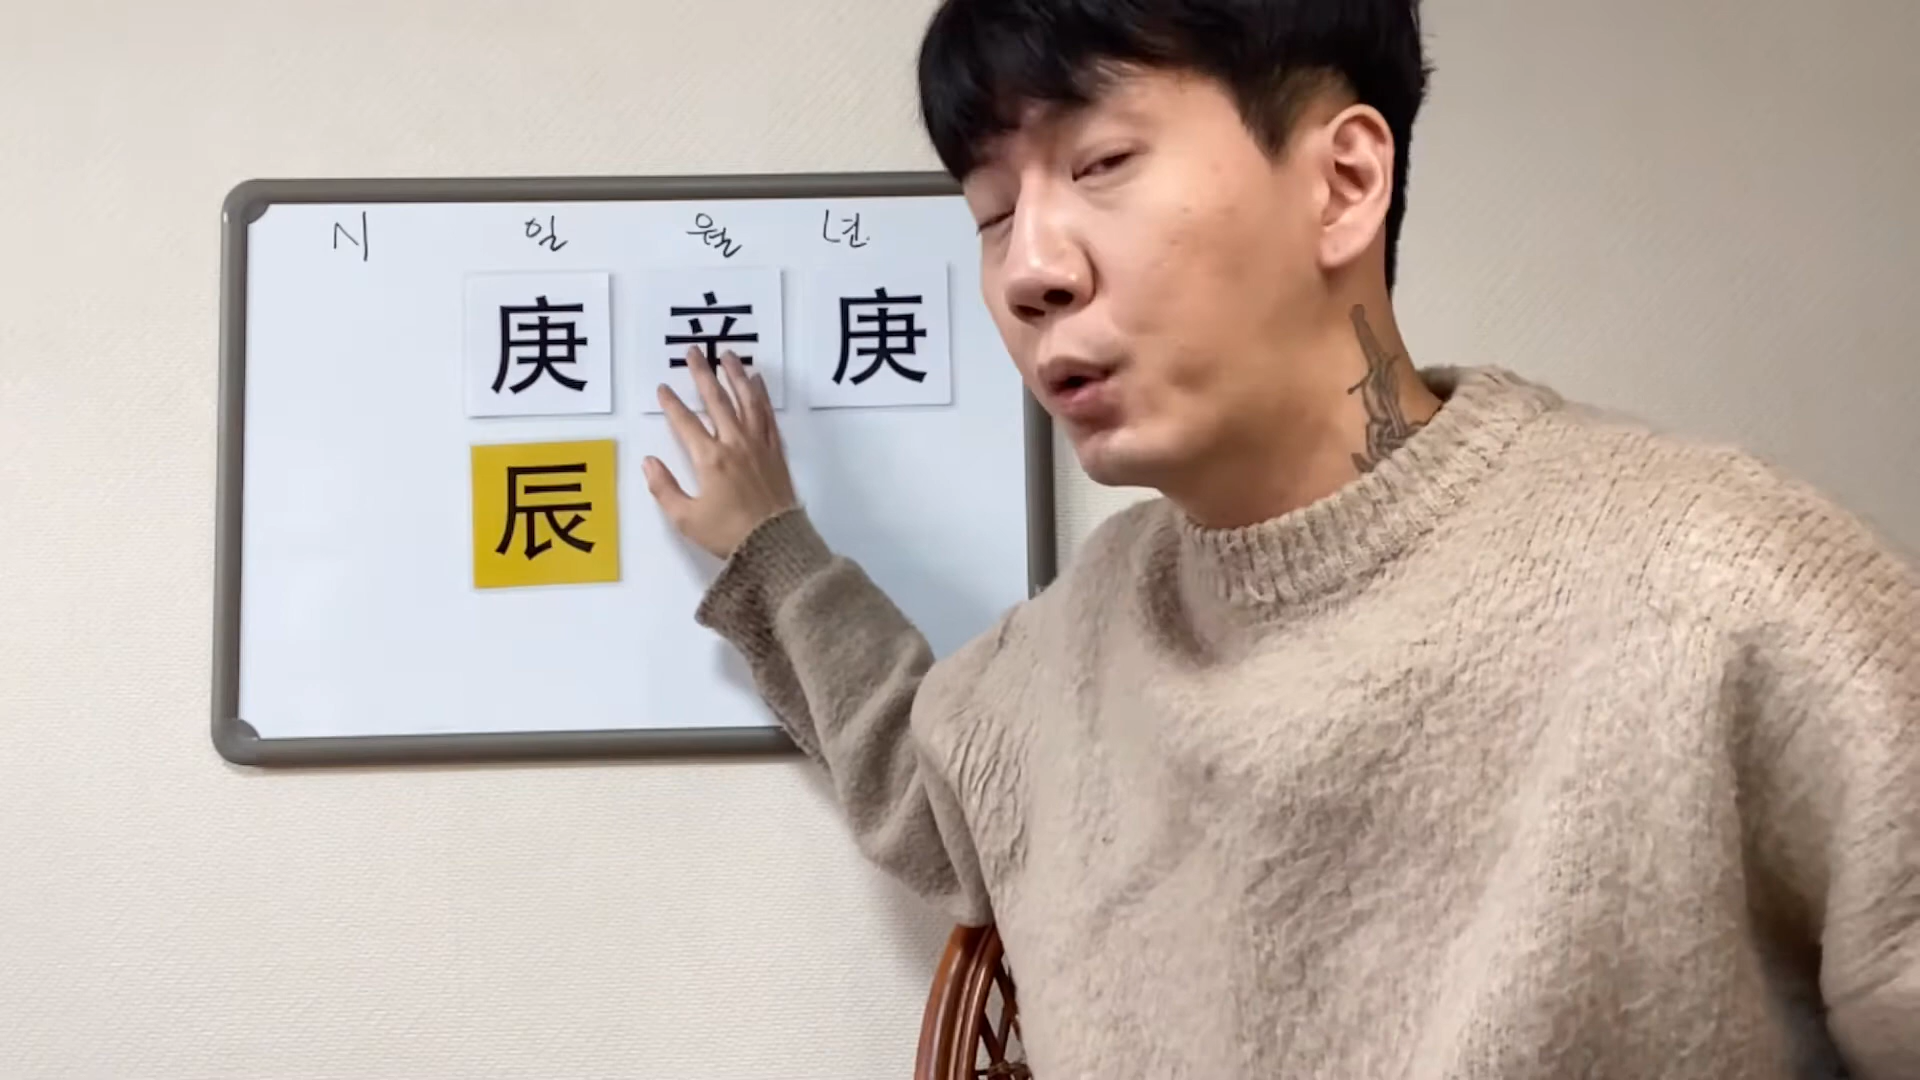 시 일 월 년
庚 辛 庚
辰